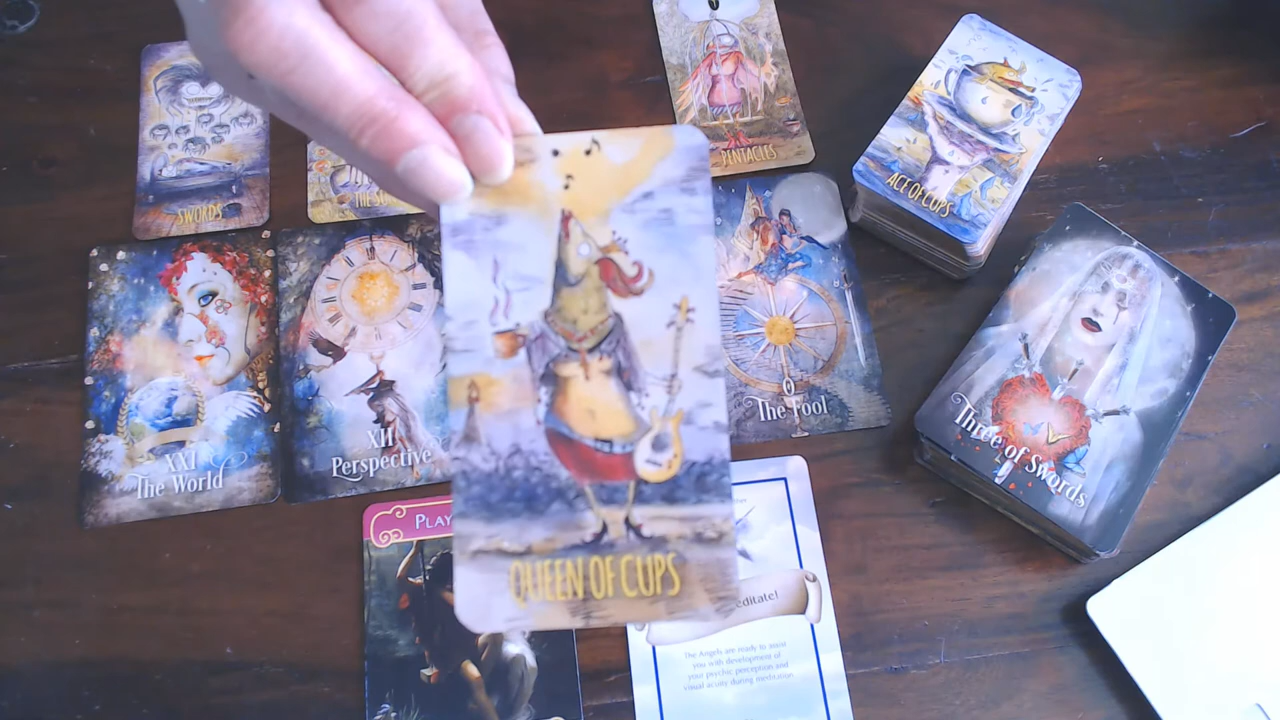 SWORDS
THE
PENTACLES
ACE OF CUPS
XXI
The World
XII
Perspective
0
The Fool
Three of Swords
QUEEN OF CUPS
PLAY
editate!
The Angels are ready to assist
you with development of
your psychic perception and
visual acuity during meditation.